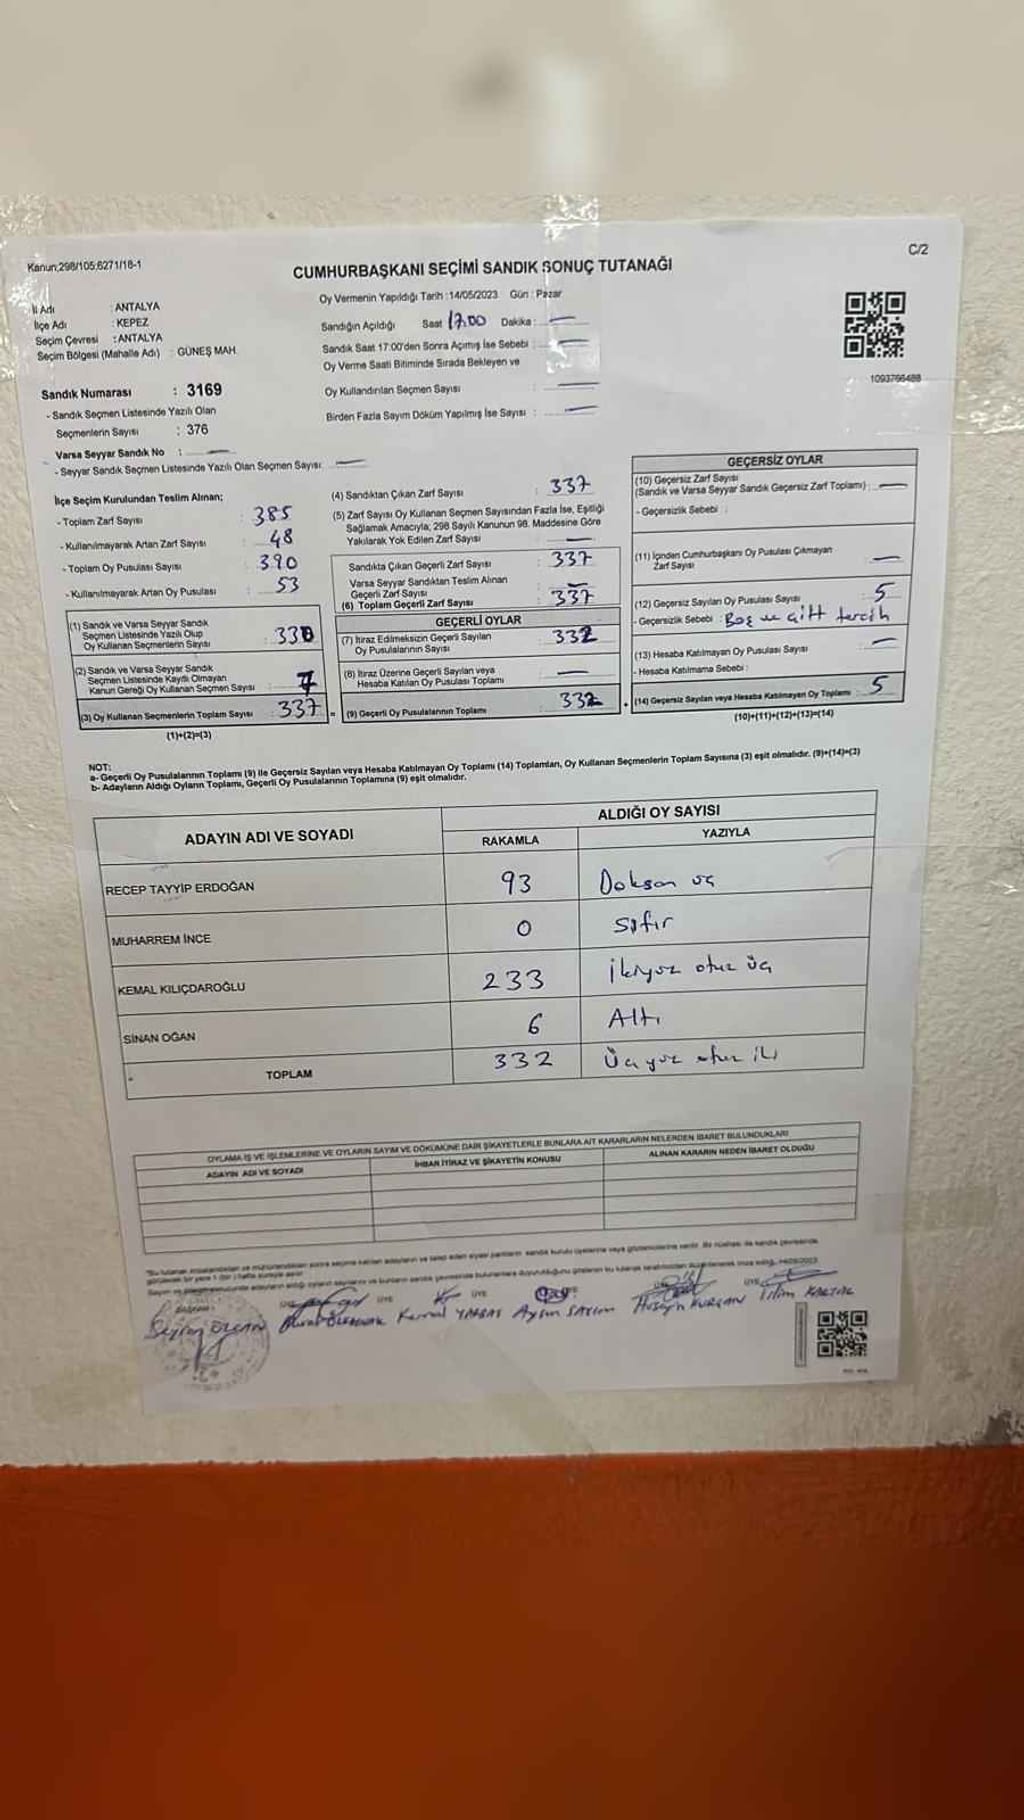 Kanun;298/105;6271/18-1
C/2
CUMHURBAŞKANI SEÇİMİ SANDIK SONUÇ TUTANAĞI
İl Adı : ANTALYA
İlçe Adı : KEPEZ
Seçim Çevresi : ANTALYA
Seçim Bölgesi (Mahalle Adı) : GÜNEŞ MAH.
Oy Vermenin Yapıldığı Tarih :14/05/2023 Gün : Pazar
Sandığın Açıldığı Saat 17.00 Dakika : —
Sandık Saat 17:00'den Sonra Açmış İse Sebebi : —
Oy Verme Saati Bitiminde Sırada Bekleyen ve
Oy Kullandırılan Seçmen Sayısı : —
Birden Fazla Sayım Döküm Yapılmış İse Sayısı : —
1093766488
Sandık Numarası : 3169
- Sandık Seçmen Listesinde Yazılı Olan
Seçmenlerin Sayısı : 376
Varsa Seyyar Sandık No : —
- Seyyar Sandık Seçmen Listesinde Yazılı Olan Seçmen Sayısı: —
İlçe Seçim Kurulundan Teslim Alınan;
- Toplam Zarf Sayısı : 385
- Kullanılmayarak Artan Zarf Sayısı : 48
- Toplam Oy Pusulası Sayısı : 390
- Kullanılmayarak Artan Oy Pusulası : 53
(1) Sandık ve Varsa Seyyar Sandık
Seçmen Listesinde Yazılı Olup
Oy Kullanan Seçmenlerin Sayısı : 330
(2) Sandık ve Varsa Seyyar Sandık
Seçmen Listesinde Kayıtlı Olmayan
Kanun Gereği Oy Kullanan Seçmen Sayısı : 7
(3) Oy Kullanan Seçmenlerin Toplam Sayısı : 337
(1)+(2)=(3)
(4) Sandıktan Çıkan Zarf Sayısı : 337
(5) Zarf Sayısı Oy Kullanan Seçmen Sayısından Fazla İse, Eşitliği
Sağlamak Amacıyla; 298 Sayılı Kanunun 98. Maddesine Göre
Yakılarak Yok Edilen Zarf Sayısı : —
Sandıkta Çıkan Geçerli Zarf Sayısı : 337
Varsa Seyyar Sandıktan Teslim Alınan
Geçerli Zarf Sayısı : —
(6) Toplam Geçerli Zarf Sayısı : 337
GEÇERLİ OYLAR
(7) İtiraz Edilmeksizin Geçerli Sayılan
Oy Pusulalarının Sayısı : 332
(8) İtiraz Üzerine Geçerli Sayılan veya
Hesaba Katılan Oy Pusulası Toplamı : —
= (9) Geçerli Oy Pusulalarının Toplamı : 332
GEÇERSİZ OYLAR
(10) Geçersiz Zarf Sayısı
(Sandık ve Varsa Seyyar Sandık Geçersiz Zarf Toplamı) : —
- Geçersizlik Sebebi :
(11) İçinden Cumhurbaşkanı Oy Pusulası Çıkmayan
Zarf Sayısı : —
(12) Geçersiz Sayılan Oy Pusulası Sayısı : 5
- Geçersizlik Sebebi : Boş ve çift tercih
(13) Hesaba Katılmayan Oy Pusulası Sayısı : —
- Hesaba Katılmama Sebebi :
+ (14) Geçersiz Sayılan veya Hesaba Katılmayan Oy Toplamı : 5
(10)+(11)+(12)+(13)=(14)
NOT:
a- Geçerli Oy Pusulalarının Toplamı (9) ile Geçersiz Sayılan veya Hesaba Katılmayan Oy Toplamı (14) Toplamları, Oy Kullanan Seçmenlerin Toplam Sayısına (3) eşit olmalıdır. (9)+(14)=(3)
b- Adayların Aldığı Oyların Toplamı, Geçerli Oy Pusulalarının Toplamına (9) eşit olmalıdır.
ADAYIN ADI VE SOYADI
ALDIĞI OY SAYISI
RAKAMLA YAZIYLA
RECEP TAYYİP ERDOĞAN 93 Doksan üç
MUHARREM İNCE 0 Sıfır
KEMAL KILIÇDAROĞLU 233 İkiyüz otuz üç
SİNAN OĞAN 6 Altı
TOPLAM 332 Üçyüz otuz iki
OYLAMA İŞ VE İŞLEMLERİNE VE OYLARIN SAYIM VE DÖKÜMÜNE DAİR ŞİKAYETLERLE BUNLARA AİT KARARLARIN NELERDEN İBARET BULUNDUKLARI
ADAYIN ADI VE SOYADI İHBAR İTİRAZ VE ŞİKAYETİN KONUSU ALINAN KARARIN NEDEN İBARET OLDUĞU
ÜYE ÜYE ÜYE
Kemal Aysun Hüseyin KARTAL